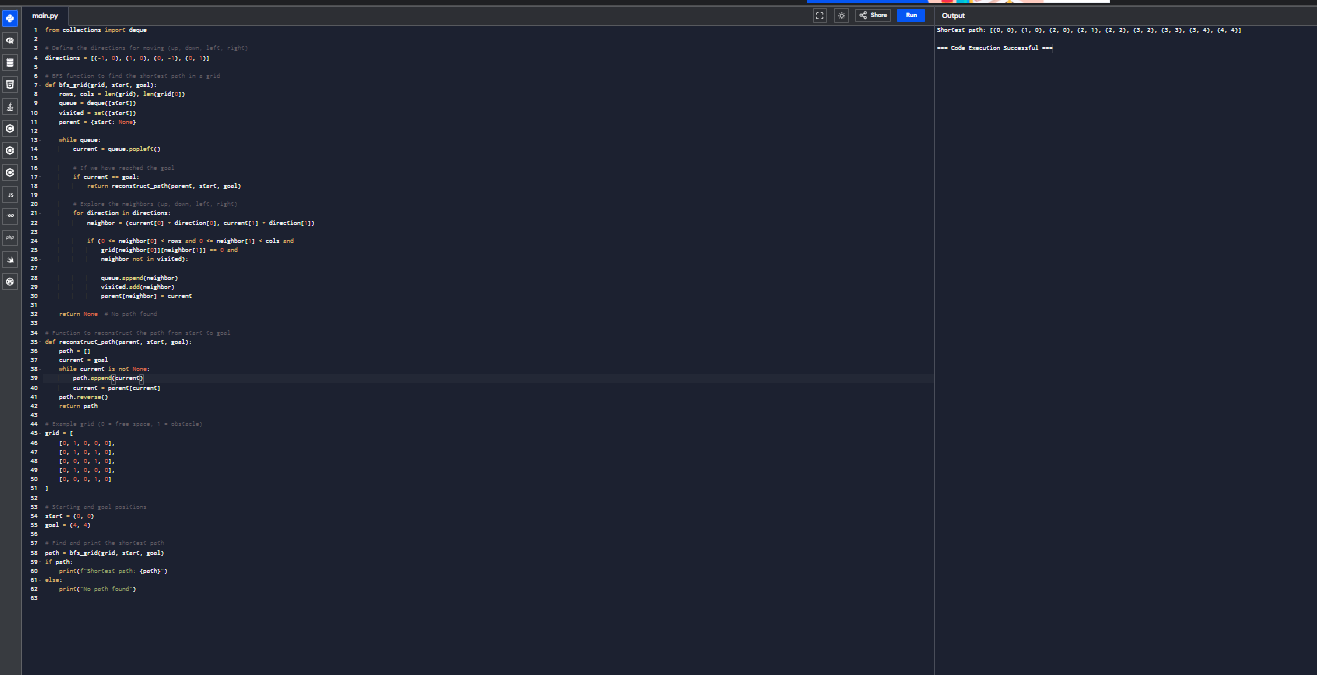 main.py
Share
Run
Output
1 from collections import deque
2
3 # Define the directions for moving (up, down, left, right)
4 directions = [(-1, 0), (1, 0), (0, -1), (0, 1)]
5
6 # BFS function to find the shortest path in a grid
7 def bfs_grid(grid, start, goal):
8 rows, cols = len(grid), len(grid[0])
9 queue = deque([start])
10 visited = set([start])
11 parent = {start: None}
12
13 while queue:
14 current = queue.popleft()
15
16 # If we have reached the goal
17 if current == goal:
18 return reconstruct_path(parent, start, goal)
19
20 # Explore the neighbors (up, down, left, right)
21 for direction in directions:
22 neighbor = (current[0] + direction[0], current[1] + direction[1])
23
24 if (0 <= neighbor[0] < rows and 0 <= neighbor[1] < cols and
25 grid[neighbor[0]][neighbor[1]] == 0 and
26 neighbor not in visited):
27
28 queue.append(neighbor)
29 visited.add(neighbor)
30 parent[neighbor] = current
31
32 return None # No path found
33
34 # Function to reconstruct the path from start to goal
35 def reconstruct_path(parent, start, goal):
36 path = []
37 current = goal
38 while current is not None:
39 path.append(current)
40 current = parent[current]
41 path.reverse()
42 return path
43
44 # Example grid (0 = free space, 1 = obstacle)
45 grid = [
46 [0, 1, 0, 0, 0],
47 [0, 1, 0, 1, 0],
48 [0, 0, 0, 1, 0],
49 [0, 1, 0, 0, 0],
50 [0, 0, 0, 1, 0]
51 ]
52
53 # Starting and goal positions
54 start = (0, 0)
55 goal = (4, 4)
56
57 # Find and print the shortest path
58 path = bfs_grid(grid, start, goal)
59 if path:
60 print(f"Shortest path: {path}")
61 else:
62 print("No path found")
63
Shortest path: [(0, 0), (1, 0), (2, 0), (2, 1), (2, 2), (3, 2), (3, 3), (3, 4), (4, 4)]
=== Code Execution Successful ===
JS
php